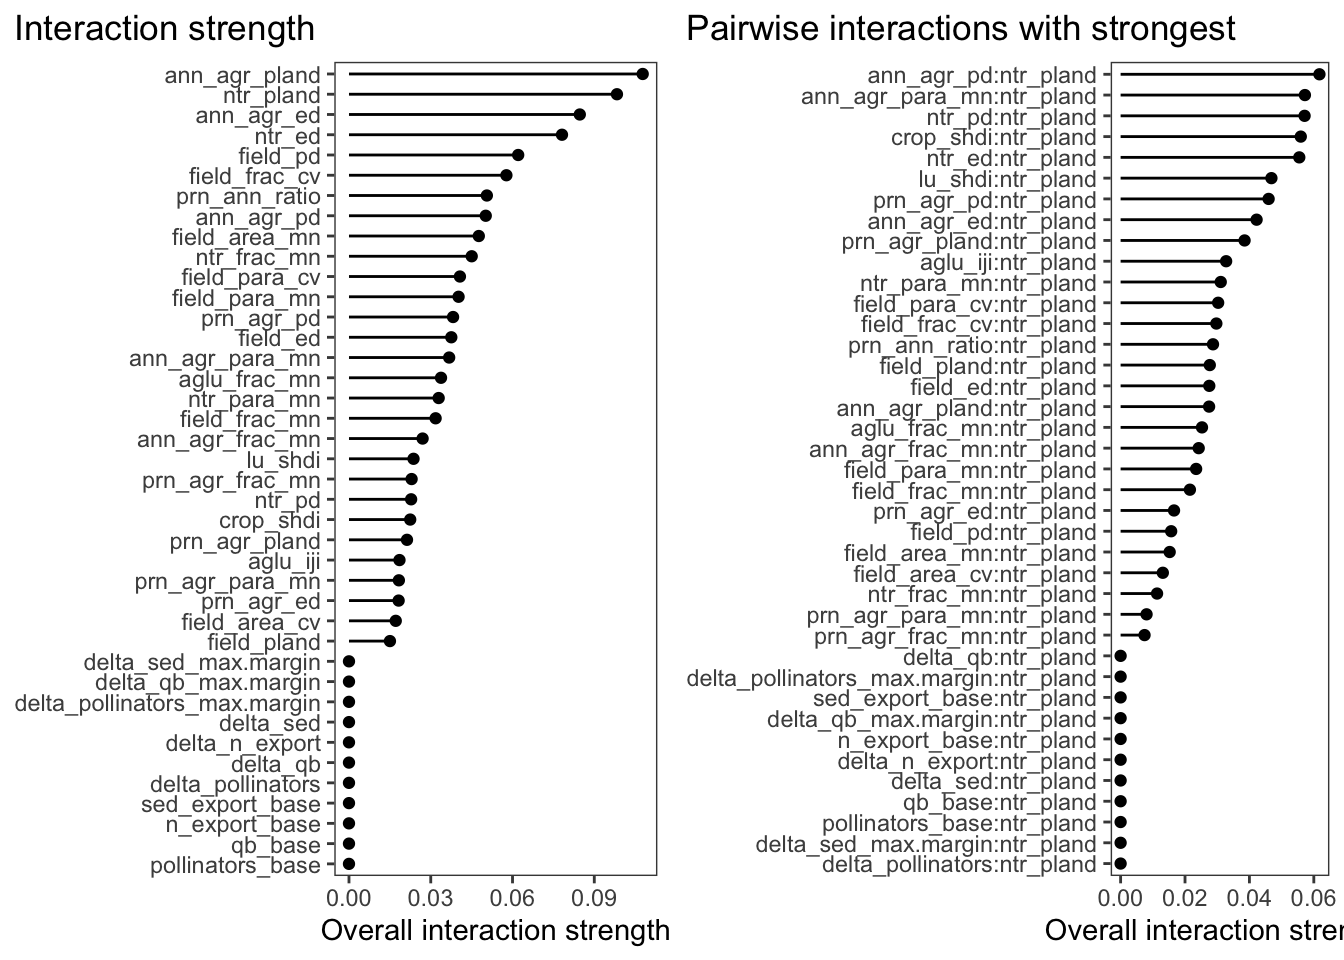 Interaction strength
ann_agr_pland
ntr_pland
ann_agr_ed
ntr_ed
field_pd
field_frac_cv
prn_ann_ratio
ann_agr_pd
field_area_mn
ntr_frac_mn
field_para_cv
field_para_mn
prn_agr_pd
field_ed
ann_agr_para_mn
aglu_frac_mn
ntr_para_mn
field_frac_mn
ann_agr_frac_mn
lu_shdi
prn_agr_frac_mn
ntr_pd
crop_shdi
prn_agr_pland
aglu_iji
prn_agr_para_mn
prn_agr_ed
field_area_cv
field_pland
delta_sed_max.margin
delta_qb_max.margin
delta_pollinators_max.margin
delta_sed
delta_n_export
delta_qb
delta_pollinators
sed_export_base
n_export_base
qb_base
pollinators_base
0.00 0.03 0.06 0.09
Overall interaction strength
Pairwise interactions with strongest
ann_agr_pd:ntr_pland
ann_agr_para_mn:ntr_pland
ntr_pd:ntr_pland
crop_shdi:ntr_pland
ntr_ed:ntr_pland
lu_shdi:ntr_pland
prn_agr_pd:ntr_pland
ann_agr_ed:ntr_pland
prn_agr_pland:ntr_pland
aglu_iji:ntr_pland
ntr_para_mn:ntr_pland
field_para_cv:ntr_pland
field_frac_cv:ntr_pland
prn_ann_ratio:ntr_pland
field_pland:ntr_pland
field_ed:ntr_pland
ann_agr_pland:ntr_pland
aglu_frac_mn:ntr_pland
ann_agr_frac_mn:ntr_pland
field_para_mn:ntr_pland
field_frac_mn:ntr_pland
prn_agr_ed:ntr_pland
field_pd:ntr_pland
field_area_mn:ntr_pland
field_area_cv:ntr_pland
ntr_frac_mn:ntr_pland
prn_agr_para_mn:ntr_pland
prn_agr_frac_mn:ntr_pland
delta_qb:ntr_pland
delta_pollinators_max.margin:ntr_pland
sed_export_base:ntr_pland
delta_qb_max.margin:ntr_pland
n_export_base:ntr_pland
delta_n_export:ntr_pland
delta_sed:ntr_pland
qb_base:ntr_pland
pollinators_base:ntr_pland
delta_sed_max.margin:ntr_pland
delta_pollinators:ntr_pland
0.00 0.02 0.04 0.06
Overall interaction stren